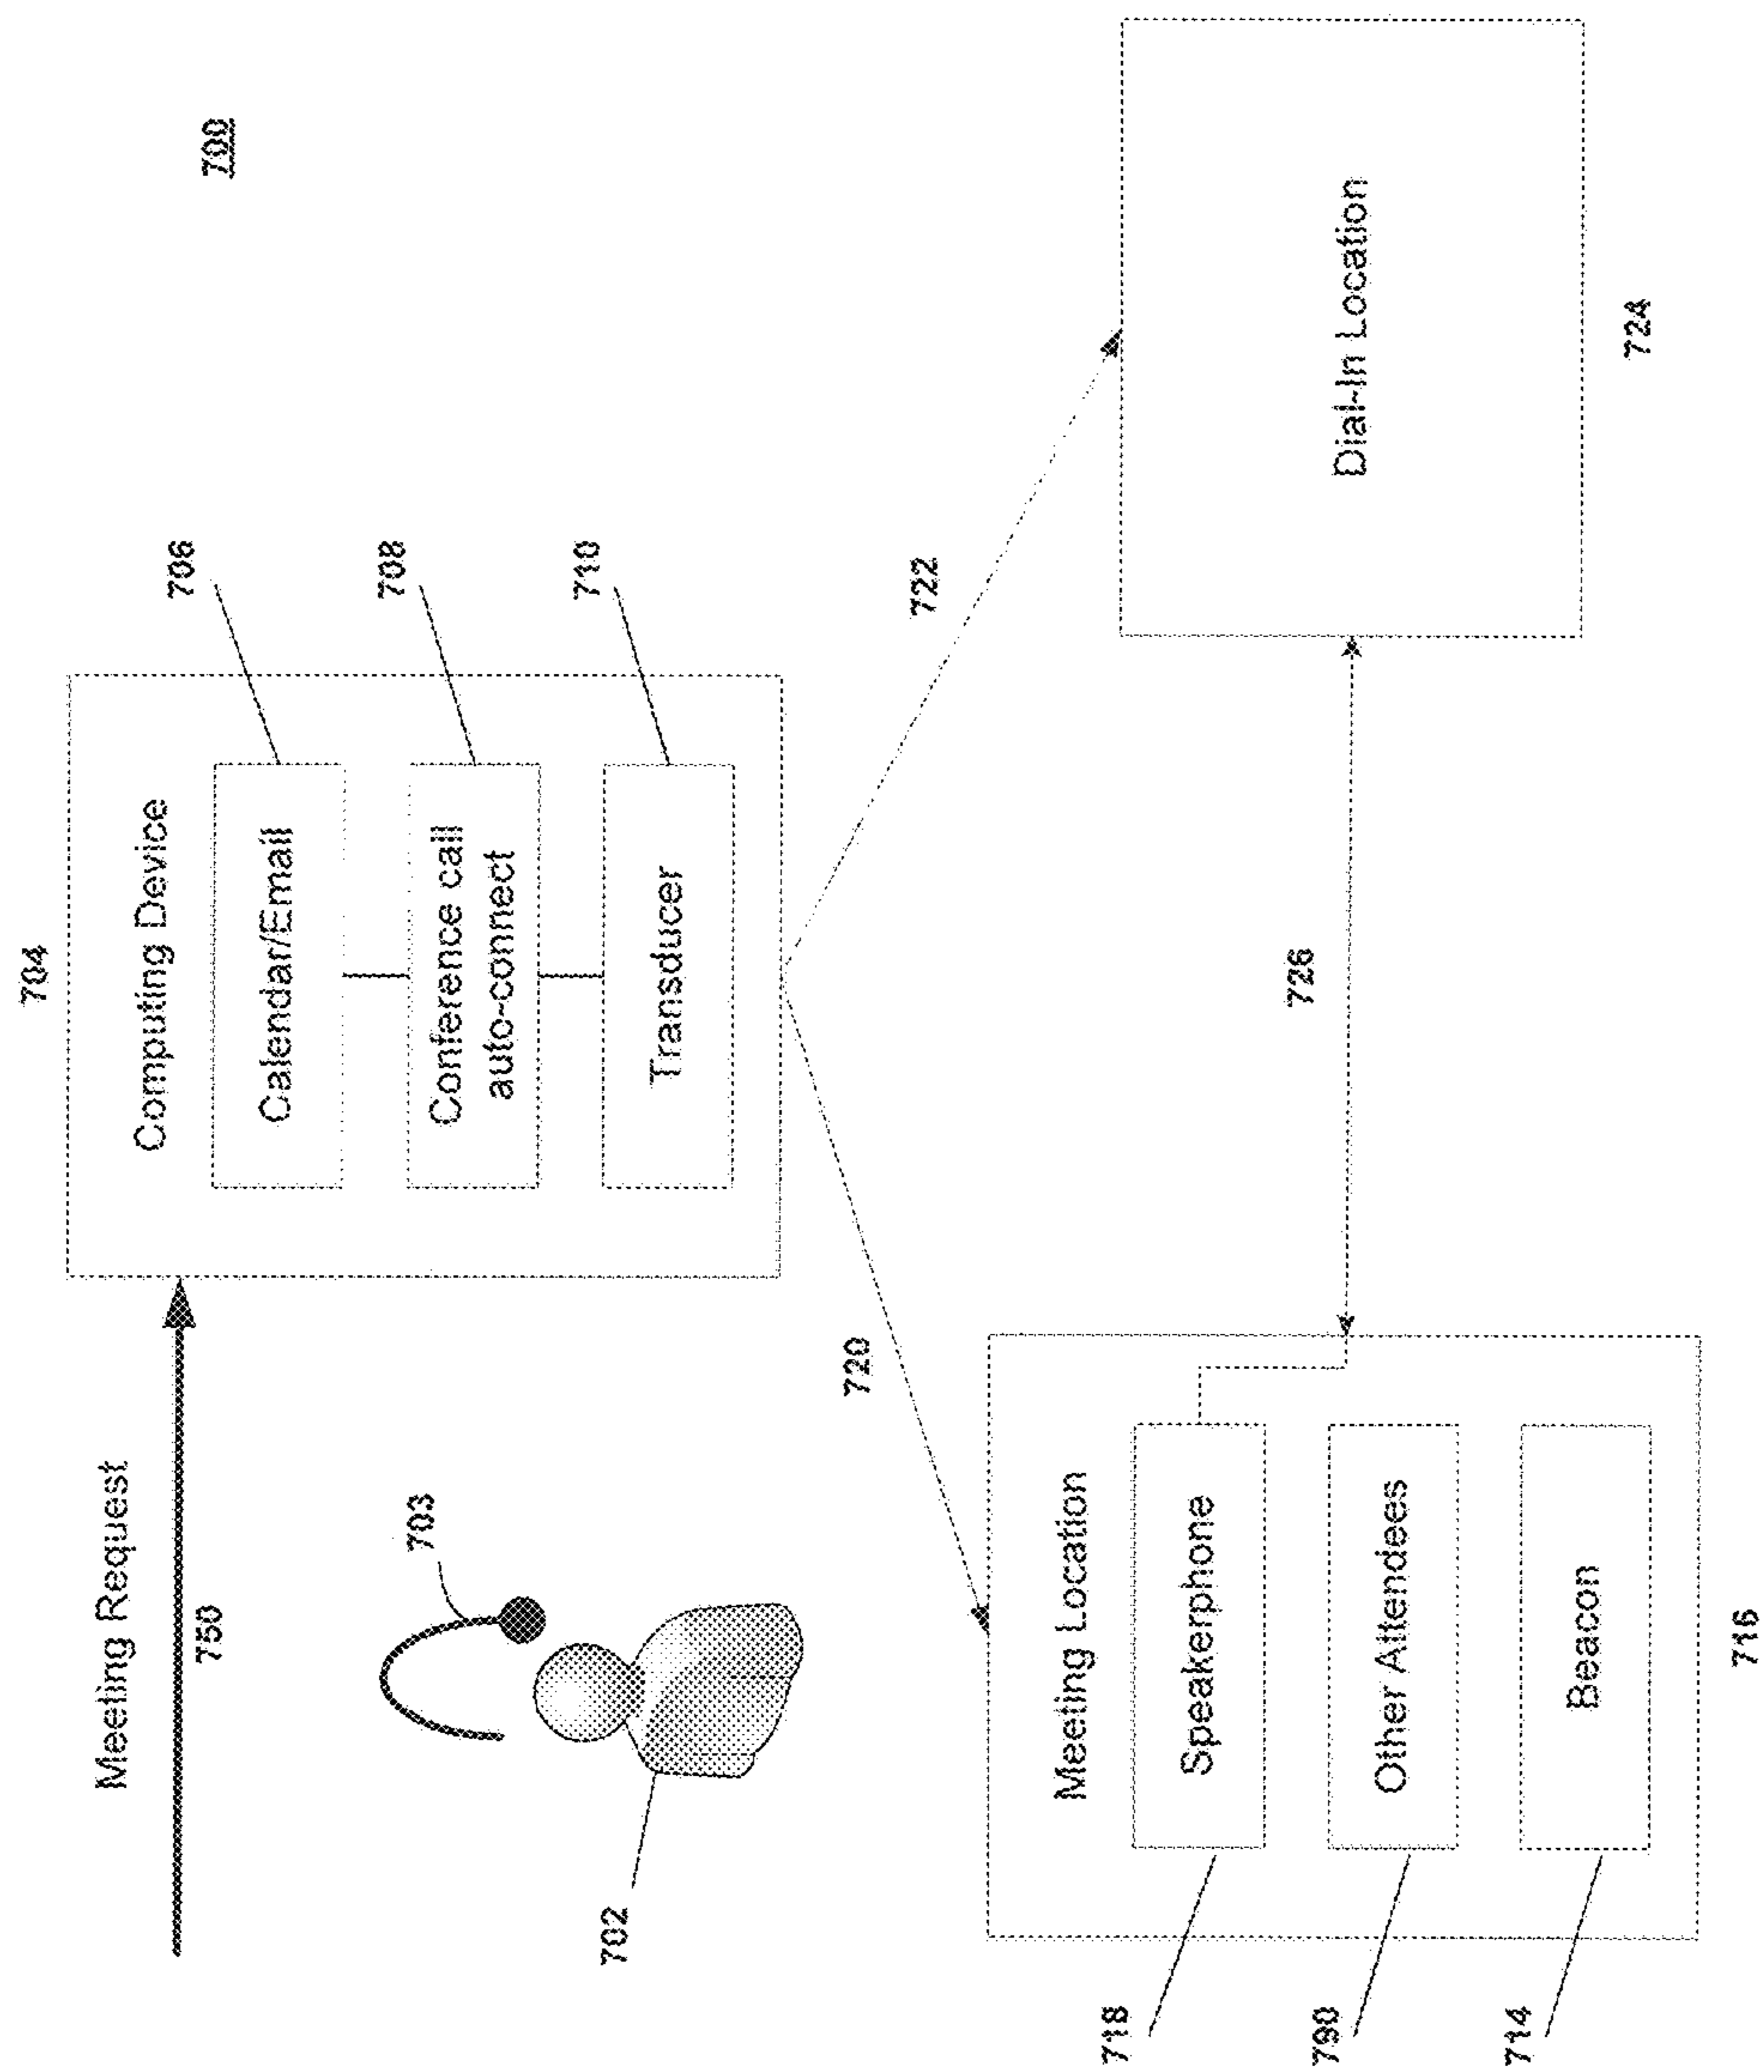 700
Meeting Request
750
704
Computing Device
Calendar/Email
706
Conference call
auto-connect
708
Transducer
710
703
702
720
722
Meeting Location
Speakerphone
718
Other Attendees
790
Beacon
714
716
726
Dial-In Location
724